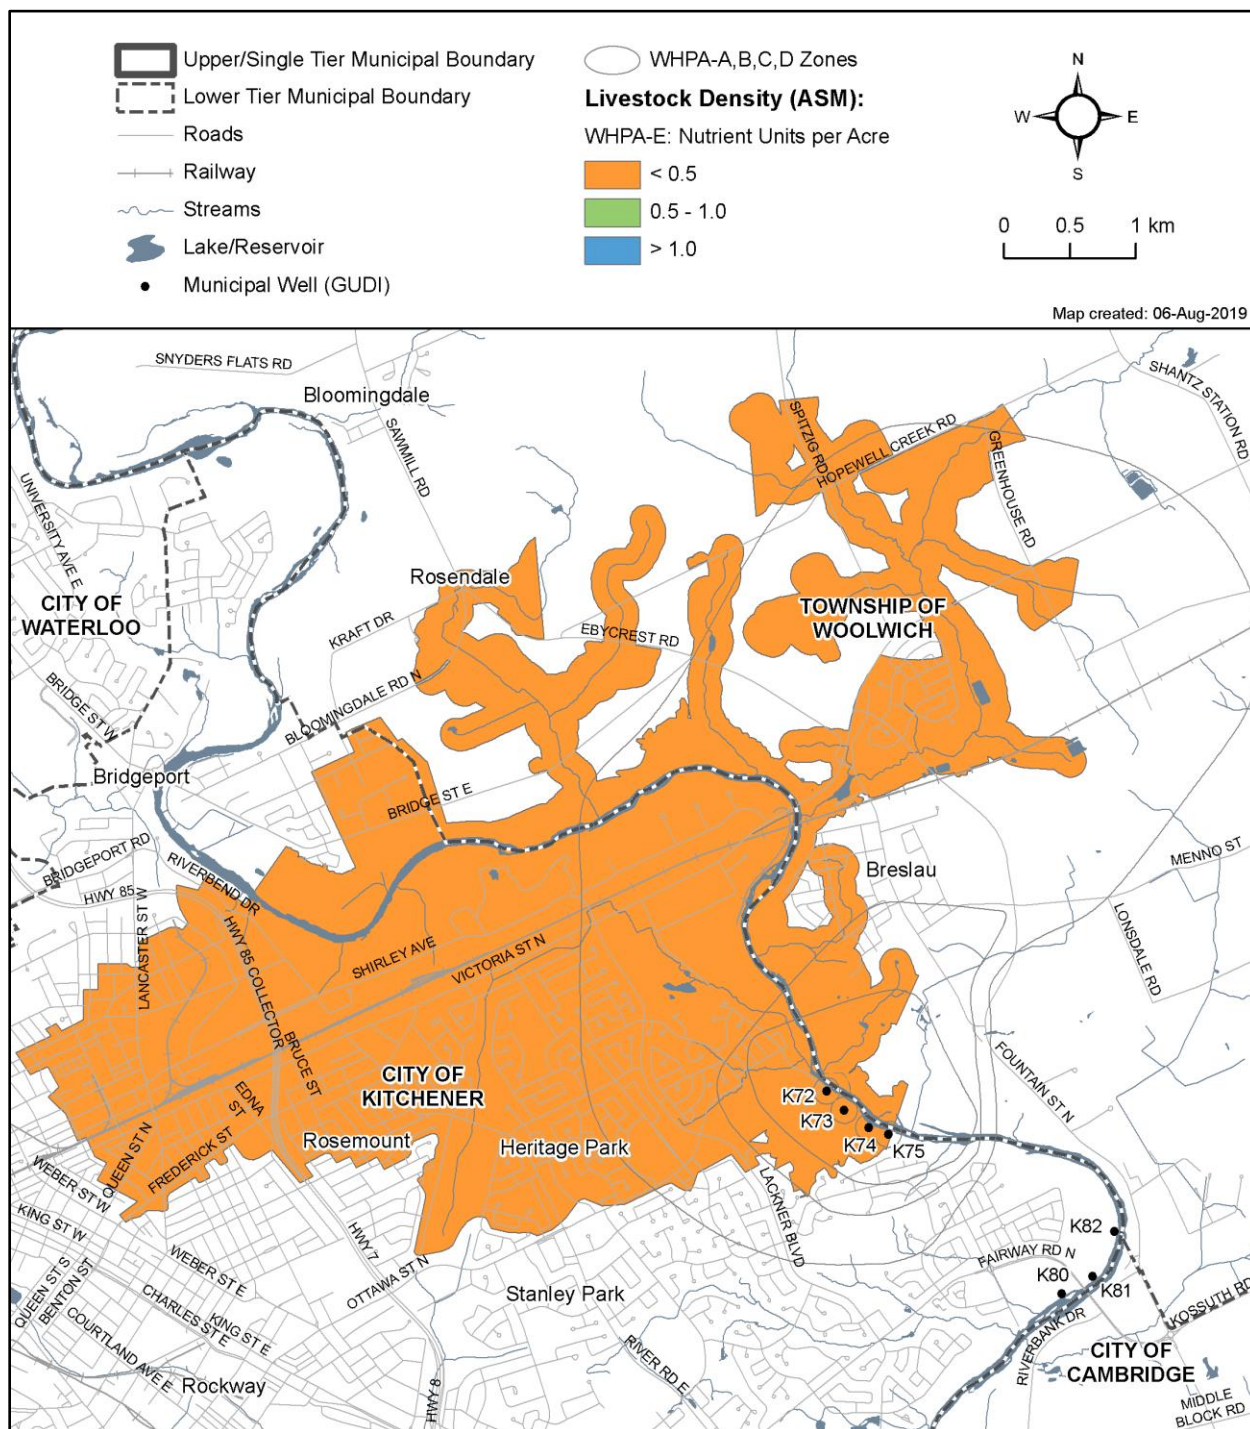 Upper/Single Tier Municipal Boundary
Lower Tier Municipal Boundary
Roads
Railway
Streams
Lake/Reservoir
Municipal Well (GUDI)
WHPA-A,B,C,D Zones
Livestock Density (ASM):
WHPA-E: Nutrient Units per Acre
< 0.5
0.5 - 1.0
> 1.0
N
W
E
S
0 0.5 1 km
Map created: 06-Aug-2019
SNYDERS FLATS RD
Bloomingdale
SAWMILL RD
SPITZIG RD
HOPEWELL CREEK RD
GREENHOUSE RD
SHANTZ STATION RD
UNIVERSITY AVE E
CITY OF
WATERLOO
Rosendale
KRAFT DR
EBYCREST RD
TOWNSHIP OF
WOOLWICH
BRIDGE ST W
BLOOMINGDALE RD N
Bridgeport
BRIDGE ST E
BRIDGEPORT RD
RIVERBEND DR
HWY 85
LANCASTER ST W
HWY 85 COLLECTOR
SHIRLEY AVE
VICTORIA ST N
Breslau
MENNO ST
LONSDALE RD
FOUNTAIN ST N
BRUCE ST
EDNA
ST
CITY OF
KITCHENER
Rosemount
Heritage Park
K72
K73
K74
K75
QUEEN ST N
FREDERICK ST
WEBER ST W
KING ST W
QUEEN ST S
BENTON ST
WEBER ST E
CHARLES ST E
KING ST E
COURTLAND AVE E
Rockway
HWY 7
OTTAWA ST N
HWY 8
Stanley Park
RIVER RD E
LACKNER BLVD
FAIRWAY RD N
K82
K80
K81
RIVERBANK DR
KOSSUTH RD
CITY OF
CAMBRIDGE
MIDDLE
BLOCK RD